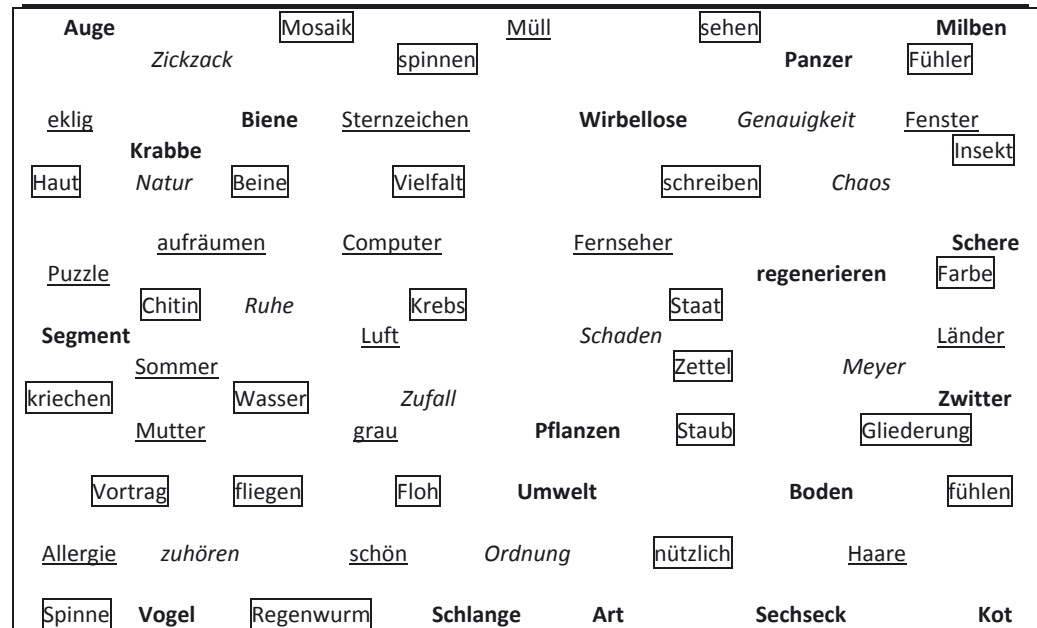 Auge Mosaik Müll sehen Milben
Zickzack spinnen Panzer Fühler
eklig Biene Sternzeichen Wirbellose Genauigkeit Fenster
Krabbe Insekt
Haut Natur Beine Vielfalt schreiben Chaos
aufräumen Computer Fernseher Schere
Puzzle regenerieren Farbe
Chitin Ruhe Krebs Staat
Segment Luft Schaden Länder
Sommer Zettel Meyer
kriechen Wasser Zufall Zwitter
Mutter grau Pflanzen Staub Gliederung
Vortrag fliegen Floh Umwelt Boden fühlen
Allergie zuhören schön Ordnung nützlich Haare
Spinne Vogel Regenwurm Schlange Art Sechseck Kot